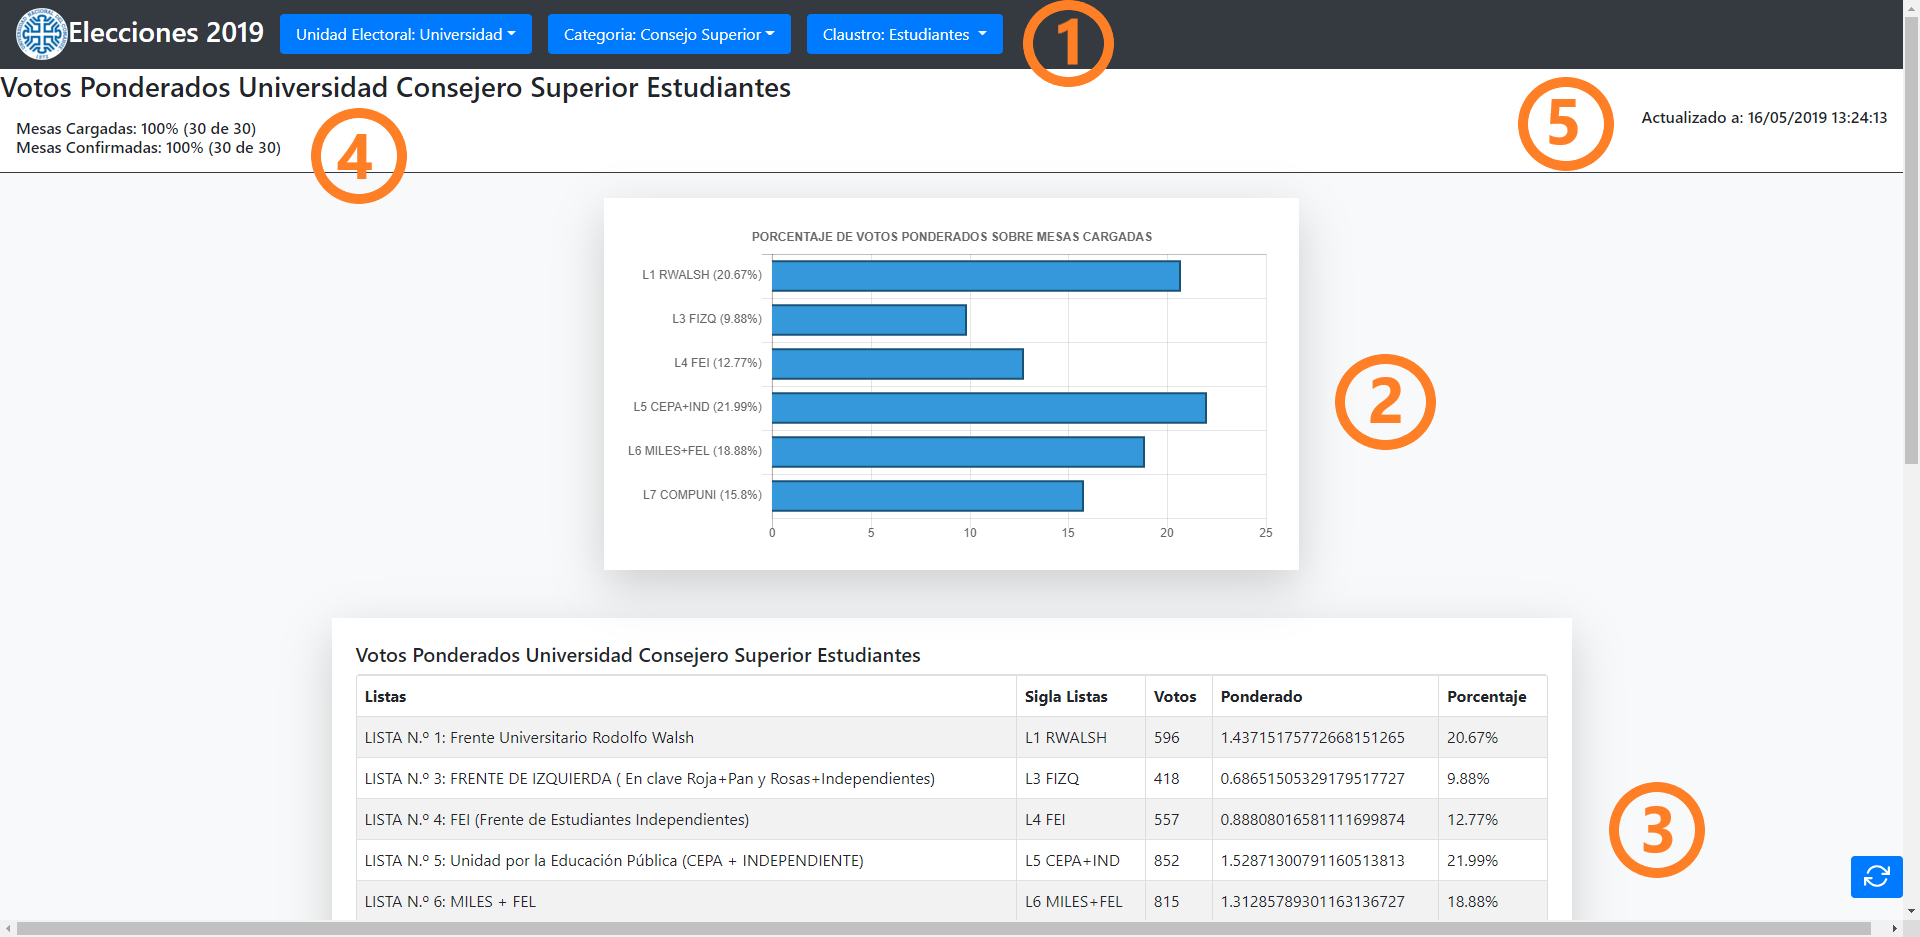 Elecciones 2019
Unidad Electoral: Universidad
Categoria: Consejo Superior
Claustro: Estudiantes
1
Votos Ponderados Universidad Consejero Superior Estudiantes
Mesas Cargadas: 100% (30 de 30)
Mesas Confirmadas: 100% (30 de 30)
4
5
Actualizado a: 16/05/2019 13:24:13
PORCENTAJE DE VOTOS PONDERADOS SOBRE MESAS CARGADAS
L1 RWALSH (20.67%)
L3 FIZQ (9.88%)
L4 FEI (12.77%)
L5 CEPA+IND (21.99%)
L6 MILES+FEL (18.88%)
L7 COMPUNI (15.8%)
0 5 10 15 20 25
2
Votos Ponderados Universidad Consejero Superior Estudiantes
Listas Sigla Listas Votos Ponderado Porcentaje
LISTA N.º 1: Frente Universitario Rodolfo Walsh L1 RWALSH 596 1.43715175772668151265 20.67%
LISTA N.º 3: FRENTE DE IZQUIERDA ( En clave Roja+Pan y Rosas+Independientes) L3 FIZQ 418 0.68651505329179517727 9.88%
LISTA N.º 4: FEI (Frente de Estudiantes Independientes) L4 FEI 557 0.88808016581111699874 12.77%
LISTA N.º 5: Unidad por la Educación Pública (CEPA + INDEPENDIENTE) L5 CEPA+IND 852 1.52871300791160513813 21.99%
LISTA N.º 6: MILES + FEL L6 MILES+FEL 815 1.31285789301163136727 18.88%
3